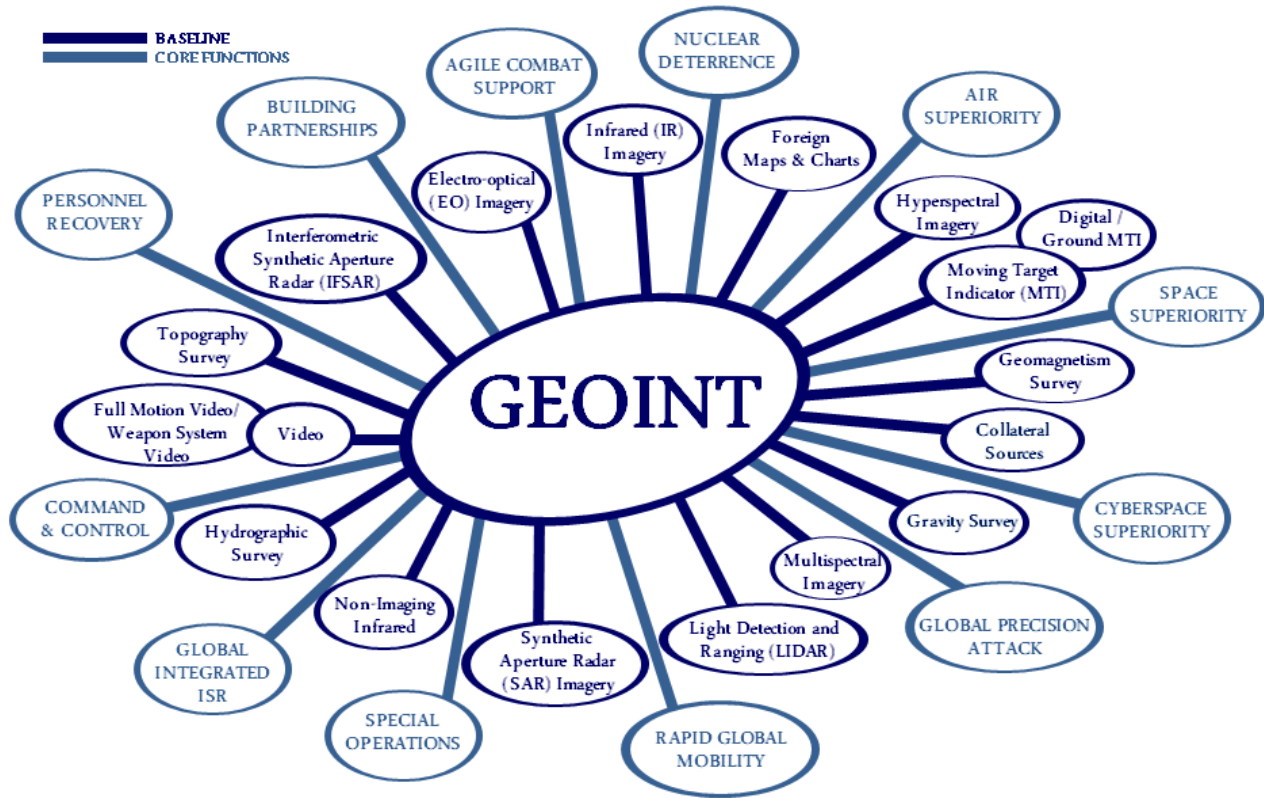 BASELINE
CORE FUNCTIONS
NUCLEAR
DETERRENCE
AGILE COMBAT
SUPPORT
AIR
SUPERIORITY
BUILDING
PARTNERSHIPS
Infrared (IR)
Imagery
Foreign
Maps & Charts
Electro-optical
(EO) Imagery
Hyperspectral
Imagery
PERSONNEL
RECOVERY
Digital /
Ground MTI
Interferometric
Synthetic Aperture
Radar (IFSAR)
Moving Target
Indicator (MTI)
SPACE
SUPERIORITY
Topography
Survey
Geomagnetism
Survey
GEOINT
Full Motion Video/
Weapon System
Video
Video
Collateral
Sources
COMMAND
& CONTROL
Hydrographic
Survey
Gravity Survey
CYBERSPACE
SUPERIORITY
Multispectral
Imagery
Non-Imaging
Infrared
Light Detection and
Ranging (LIDAR)
GLOBAL PRECISION
ATTACK
Synthetic
Aperture Radar
(SAR) Imagery
GLOBAL
INTEGRATED
ISR
SPECIAL
OPERATIONS
RAPID GLOBAL
MOBILITY